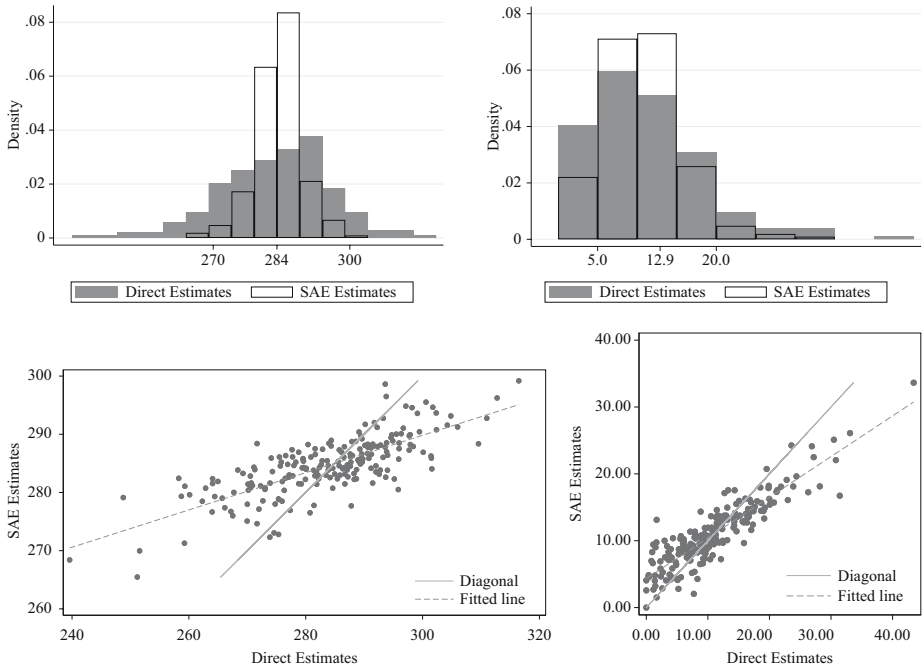 .08
.06
.04
.02
0
Density
270 284 300
Direct Estimates SAE Estimates
.08
.06
.04
.02
0
Density
5.0 12.9 20.0
Direct Estimates SAE Estimates
300
290
280
270
260
SAE Estimates
240 260 280 300 320
Direct Estimates
Diagonal
Fitted line
40.00
30.00
20.00
10.00
0.00
SAE Estimates
0.00 10.00 20.00 30.00 40.00
Direct Estimates
Diagonal
Fitted line